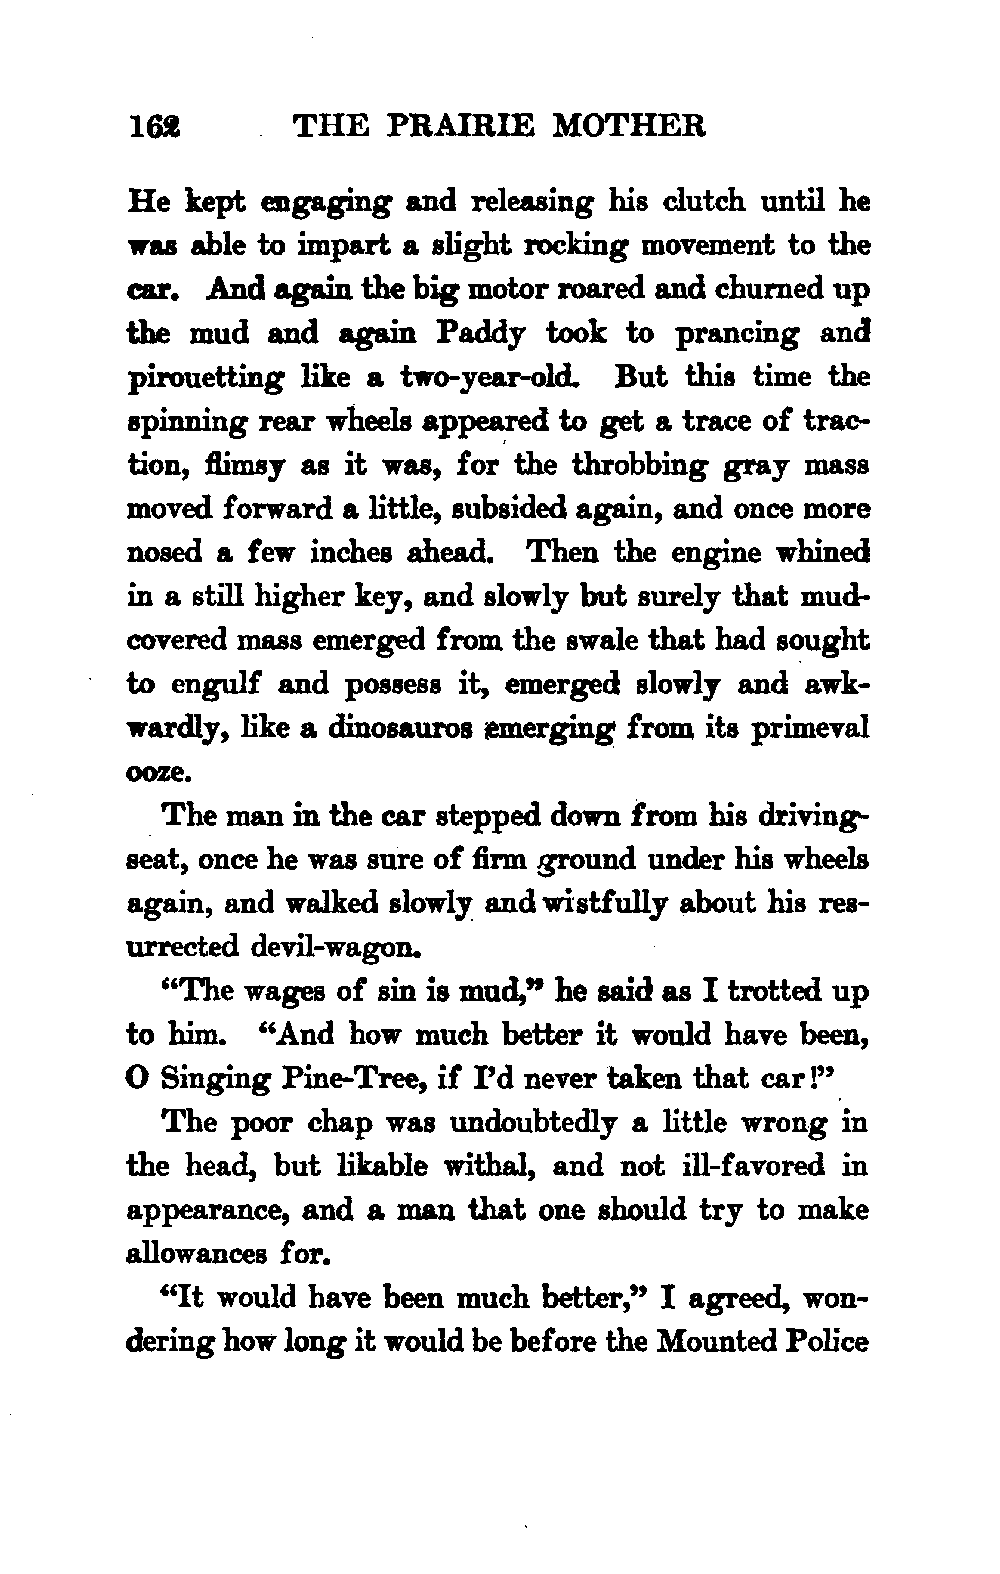 162 THE PRAIRIE MOTHER
He kept engaging and releasing his clutch until he
was able to impart a slight rocking movement to the
car. And again the big motor roared and churned up
the mud and again Paddy took to prancing and
pirouetting like a two-year-old. But this time the
spinning rear wheels appeared to get a trace of trac-
tion, flimsy as it was, for the throbbing gray mass
moved forward a little, subsided again, and once more
nosed a few inches ahead. Then the engine whined
in a still higher key, and slowly but surely that mud-
covered mass emerged from the swale that had sought
to engulf and possess it, emerged slowly and awk-
wardly, like a dinosauros emerging from its primeval
ooze.
The man in the car stepped down from his driving-
seat, once he was sure of firm ground under his wheels
again, and walked slowly and wistfully about his res-
urrected devil-wagon.
“The wages of sin is mud,” he said as I trotted up
to him. “And how much better it would have been,
O Singing Pine-Tree, if I’d never taken that car!”
The poor chap was undoubtedly a little wrong in
the head, but likable withal, and not ill-favored in
appearance, and a man that one should try to make
allowances for.
“It would have been much better,” I agreed, won-
dering how long it would be before the Mounted Police